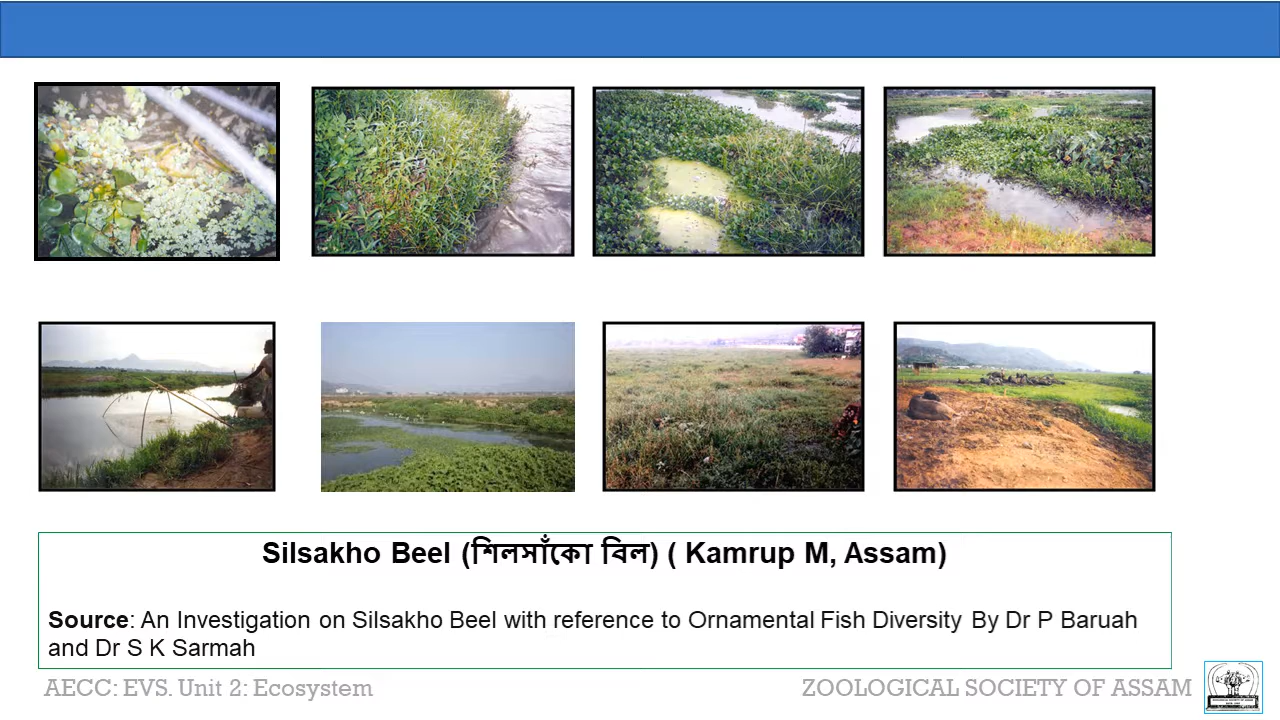 Silsakho Beel (শিলসাঁকো বিল) ( Kamrup M, Assam)
Source: An Investigation on Silsakho Beel with reference to Ornamental Fish Diversity By Dr P Baruah
and Dr S K Sarmah
AECC: EVS. Unit 2: Ecosystem
ZOOLOGICAL SOCIETY OF ASSAM